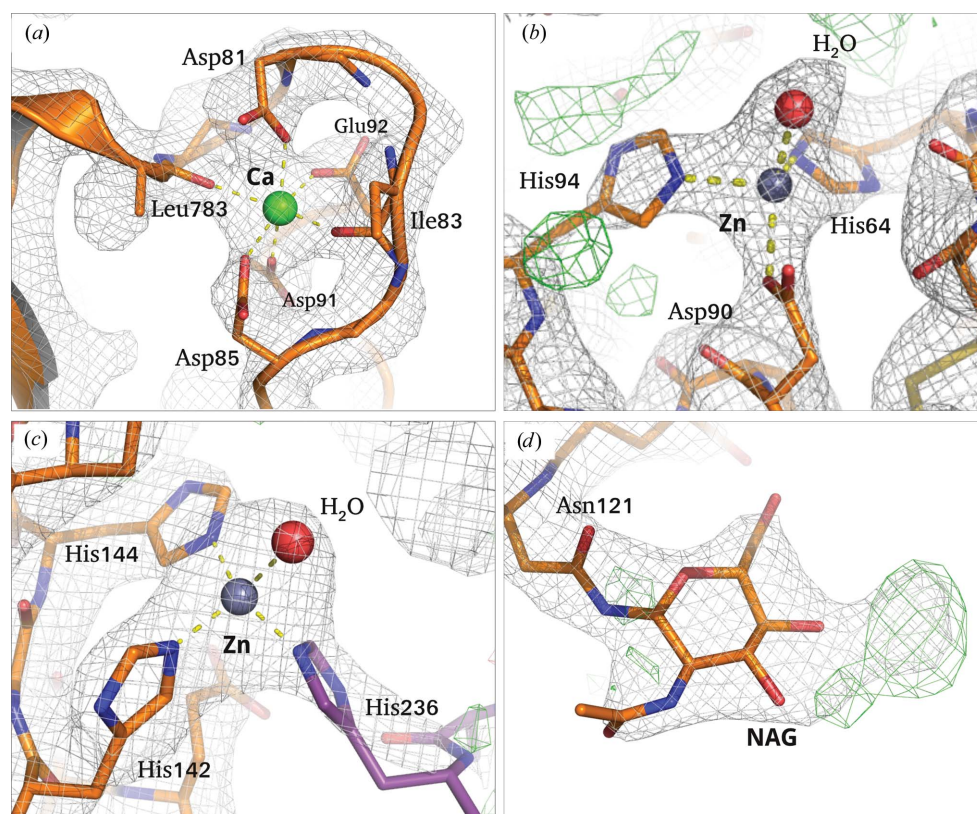 (a)
Asp81
Glu92
Ca
Leu783
Ile83
Asp91
Asp85
(b)
H₂O
His94
Zn
His64
Asp90
(c)
H₂O
His144
Zn
His236
His142
(d)
Asn121
NAG